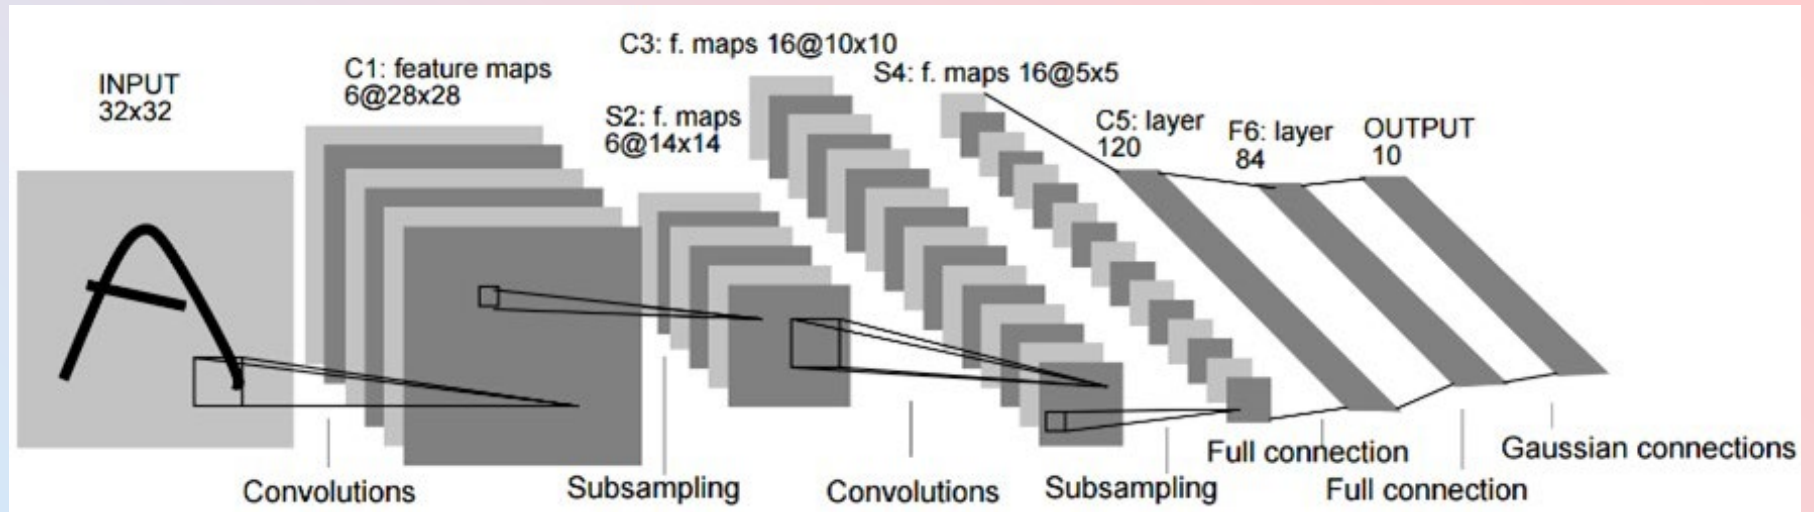 INPUT
32x32
C1: feature maps
6@28x28
C3: f. maps 16@10x10
S2: f. maps
6@14x14
S4: f. maps 16@5x5
C5: layer
120
F6: layer
84
OUTPUT
10
Convolutions
Subsampling
Convolutions
Subsampling
Full connection
Full connection
Gaussian connections